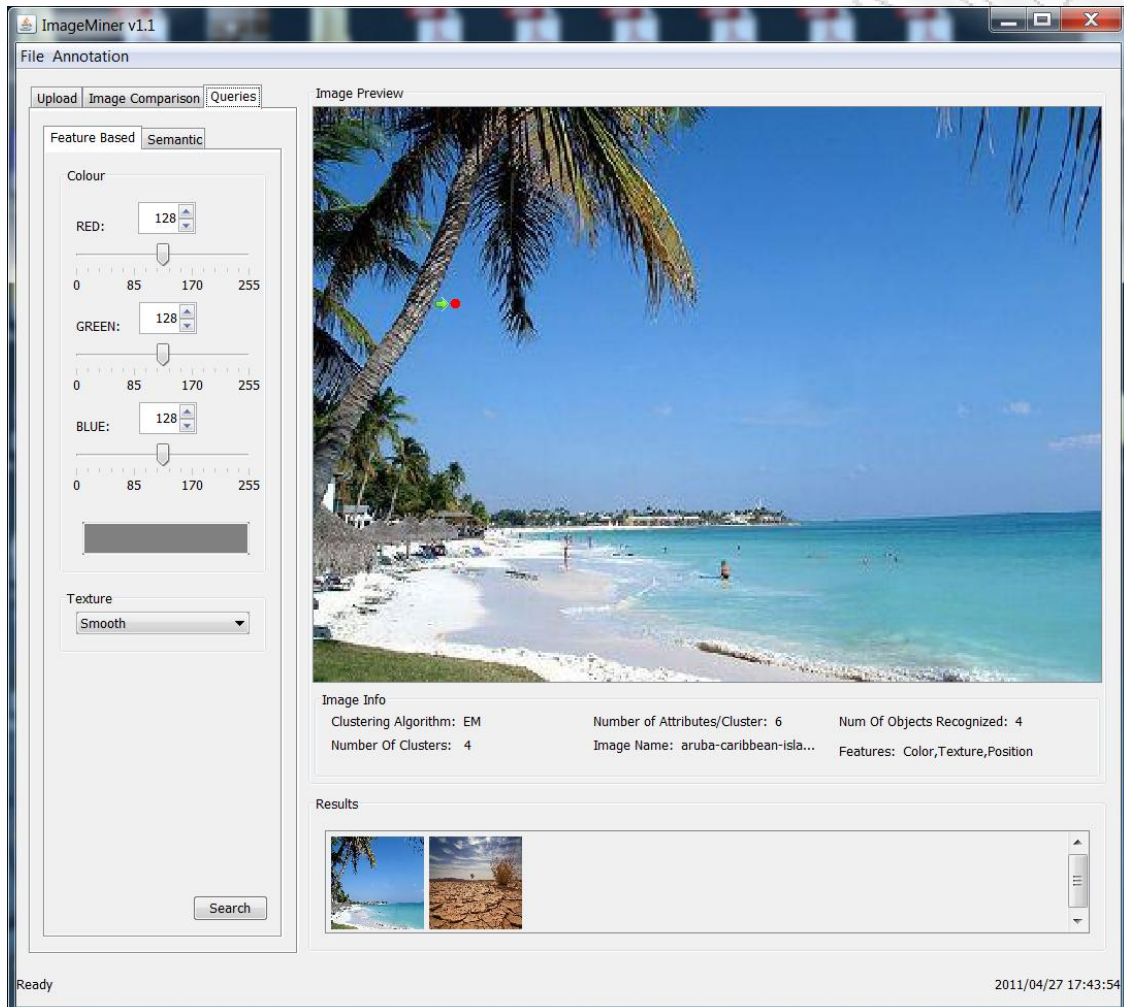 ImageMiner v1.1
File Annotation
Upload Image Comparison Queries
Feature Based Semantic
Colour
RED: 128
0 85 170 255
GREEN: 128
0 85 170 255
BLUE: 128
0 85 170 255
Texture
Smooth
Search
Image Preview
Image Info
Clustering Algorithm: EM Number of Attributes/Cluster: 6 Num Of Objects Recognized: 4
Number Of Clusters: 4 Image Name: aruba-caribbean-isla... Features: Color,Texture,Position
Results
Ready 2011/04/27 17:43:54